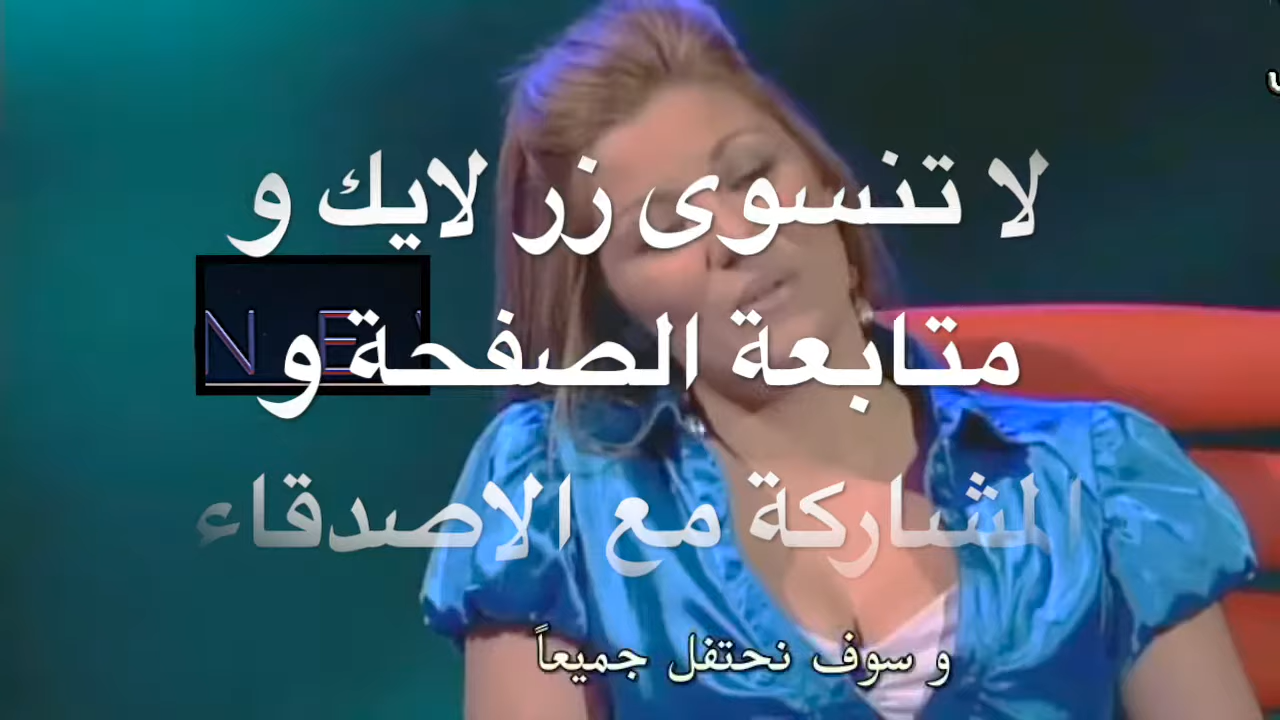 لا تنسوى زر لايك و
متابعة الصفحة و
المشاركة مع الاصدقاء
N E
و سوف نحتفل جميعاً